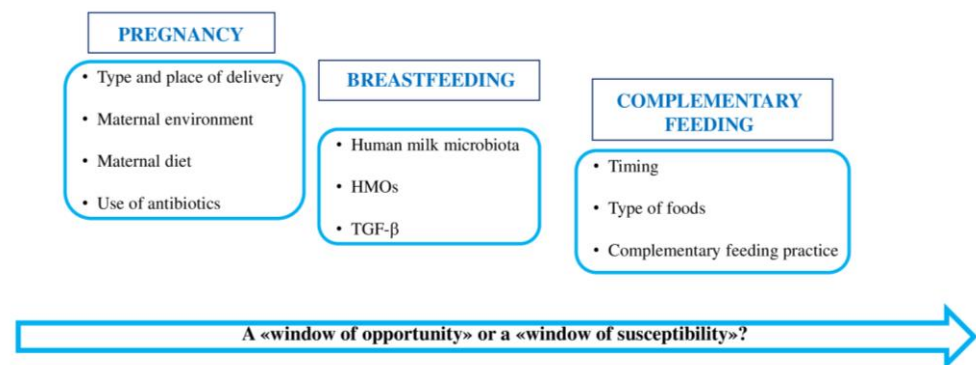 PREGNANCY
• Type and place of delivery
• Maternal environment
• Maternal diet
• Use of antibiotics
BREASTFEEDING
• Human milk microbiota
• HMOs
• TGF-β
COMPLEMENTARY
FEEDING
• Timing
• Type of foods
• Complementary feeding practice
A «window of opportunity» or a «window of susceptibility»?